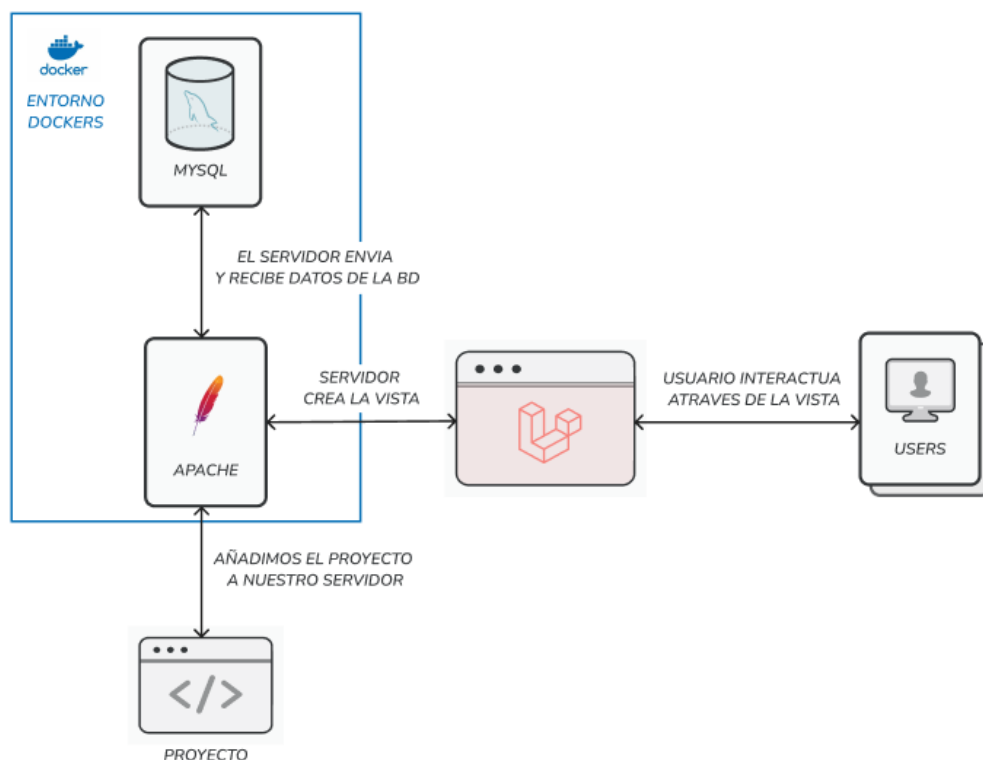 docker
ENTORNO
DOCKERS
MYSQL
EL SERVIDOR ENVIA
Y RECIBE DATOS DE LA BD
SERVIDOR
CREA LA VISTA
USUARIO INTERACTUA
ATRAVES DE LA VISTA
APACHE
USERS
AÑADIMOS EL PROYECTO
A NUESTRO SERVIDOR
</>
PROYECTO